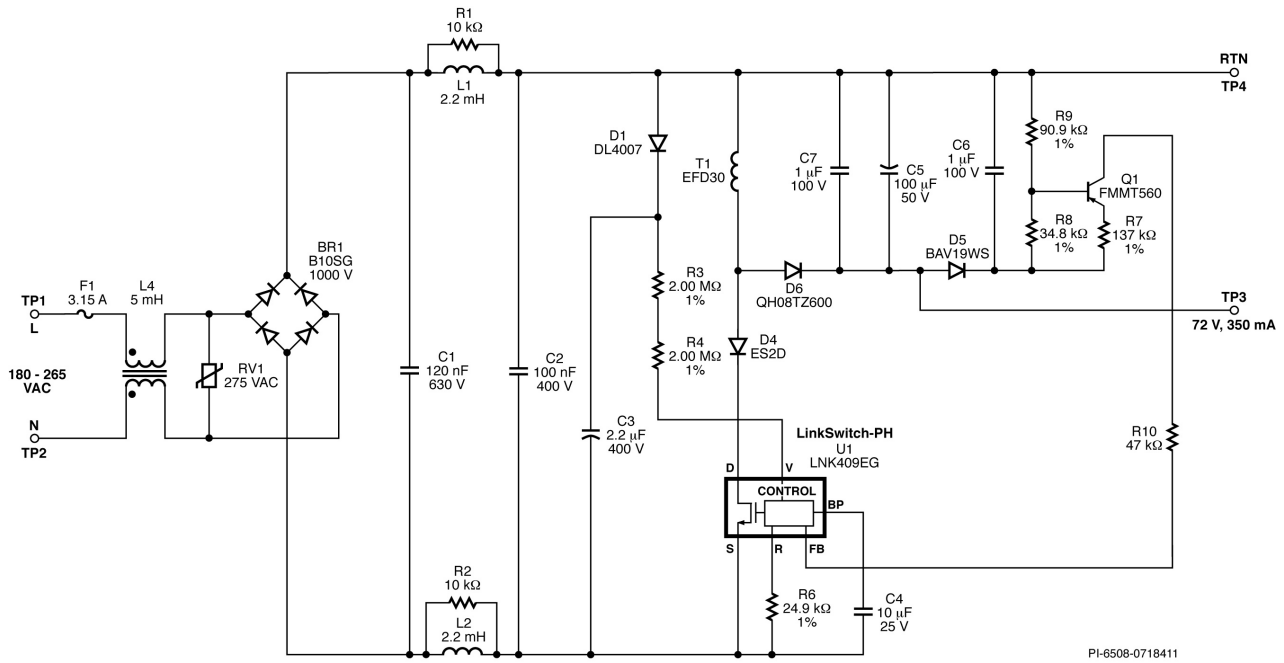 R1
10 kΩ
L1
2.2 mH
RTN
TP4
D1
DL4007
T1
EFD30
C7
1 µF
100 V
C5
100 µF
50 V
C6
1 µF
100 V
R9
90.9 kΩ
1%
Q1
FMMT560
R8
34.8 kΩ
1%
R7
137 kΩ
1%
D5
BAV19WS
BR1
B10SG
1000 V
F1
3.15 A
L4
5 mH
TP1
L
R3
2.00 MΩ
1%
D6
QH08TZ600
TP3
72 V, 350 mA
R4
2.00 MΩ
1%
D4
ES2D
180 - 265
VAC
RV1
275 VAC
C1
120 nF
630 V
C2
100 nF
400 V
N
TP2
C3
2.2 µF
400 V
LinkSwitch-PH
U1
LNK409EG
R10
47 kΩ
D
V
CONTROL
BP
S
R
FB
R2
10 kΩ
L2
2.2 mH
R6
24.9 kΩ
1%
C4
10 µF
25 V
PI-6508-0718411